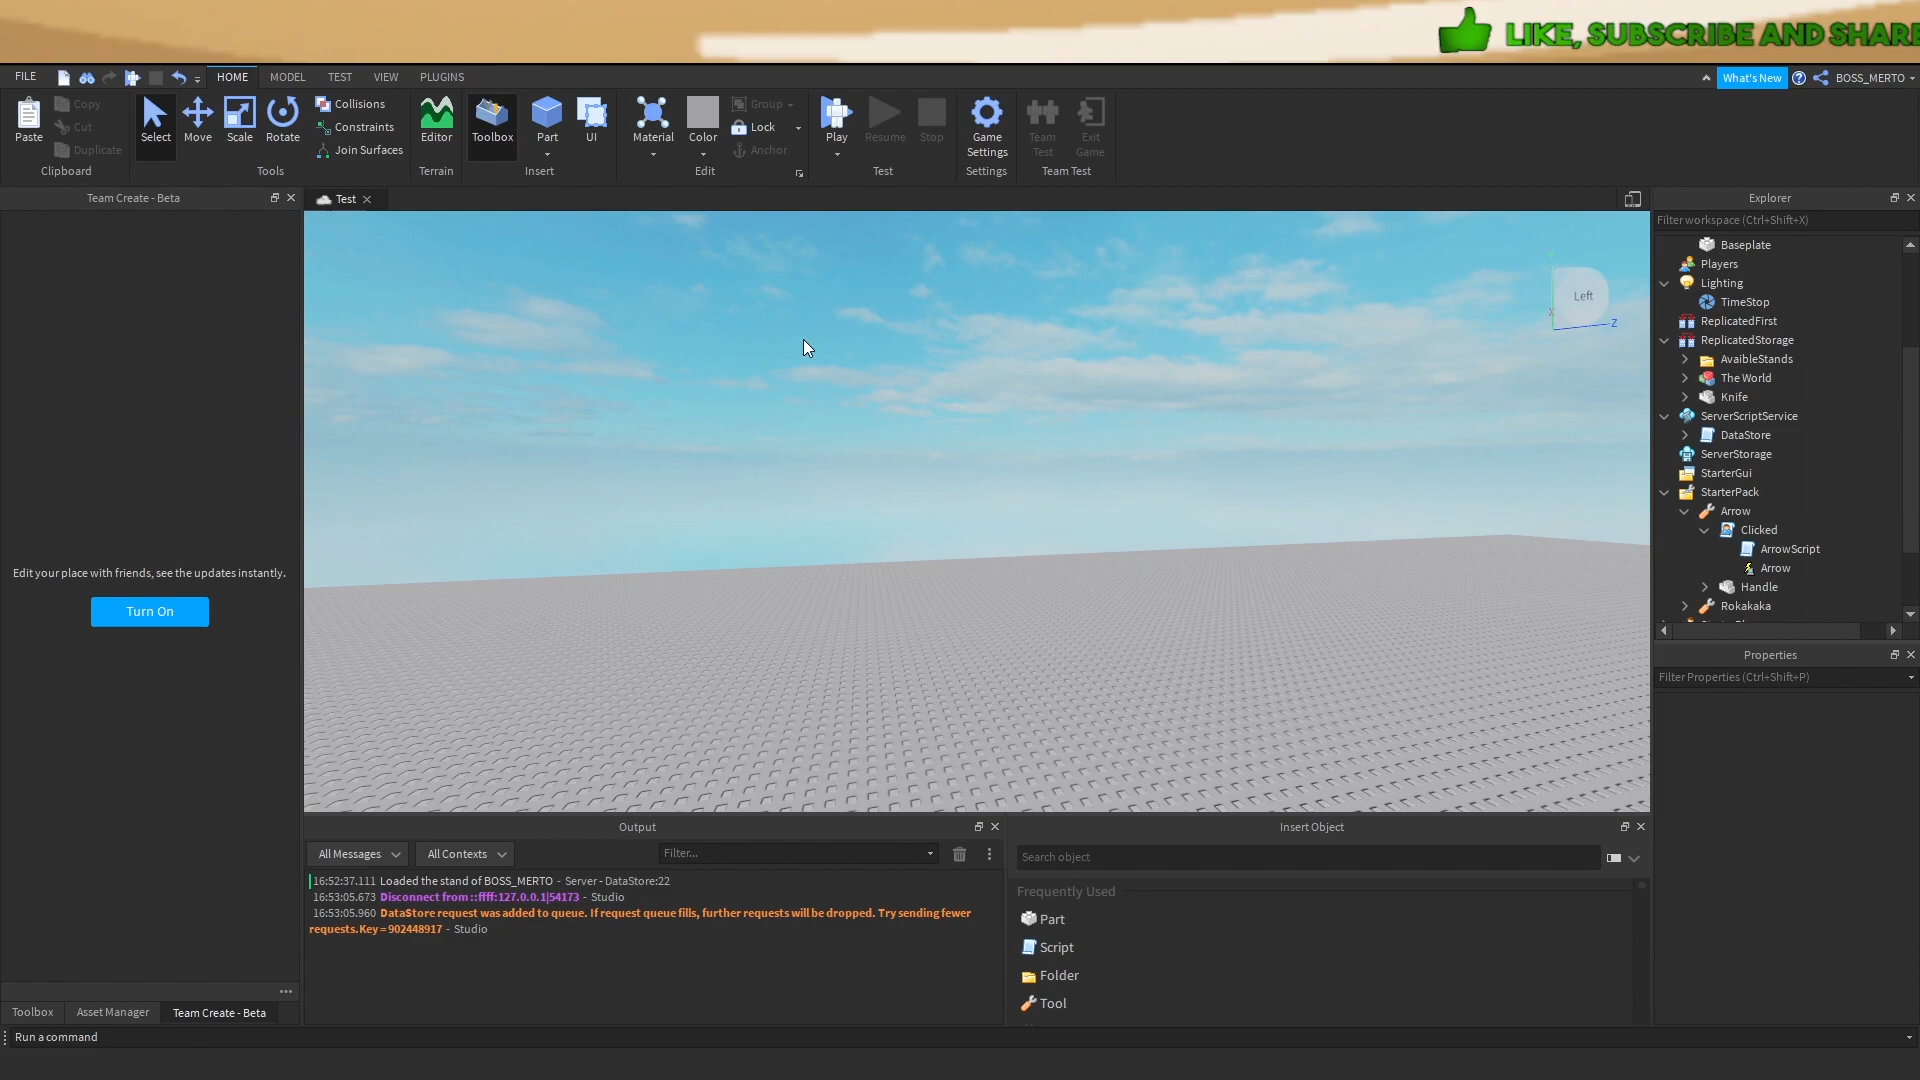 LIKE, SUBSCRIBE AND SHARE
FILE
HOME
MODEL
TEST
VIEW
PLUGINS
What's New
BOSS_MERTO
Paste
Copy
Cut
Duplicate
Clipboard
Select
Move
Scale
Rotate
Collisions
Constraints
Join Surfaces
Tools
Editor
Terrain
Toolbox
Part
UI
Insert
Material
Color
Group
Lock
Anchor
Edit
Play
Resume
Stop
Test
Game
Settings
Settings
Team
Test
Exit
Game
Team Test
Team Create - Beta
Edit your place with friends, see the updates instantly.
Turn On
Toolbox
Asset Manager
Team Create - Beta
Test
Left
Y
X
Z
Output
All Messages
All Contexts
Filter...
16:52:37.111 Loaded the stand of BOSS_MERTO - Server - DataStore:22
16:53:05.673 Disconnect from ::ffff:127.0.0.1|54173 - Studio
16:53:05.960 DataStore request was added to queue. If request queue fills, further requests will be dropped. Try sending fewer
requests.Key = 902448917 - Studio
Insert Object
Search object
Frequently Used
Part
Script
Folder
Tool
Explorer
Filter workspace (Ctrl+Shift+X)
Baseplate
Players
Lighting
TimeStop
ReplicatedFirst
ReplicatedStorage
AvaibleStands
The World
Knife
ServerScriptService
DataStore
ServerStorage
StarterGui
StarterPack
Arrow
Clicked
ArrowScript
Arrow
Handle
Rokakaka
Properties
Filter Properties (Ctrl+Shift+P)
Run a command